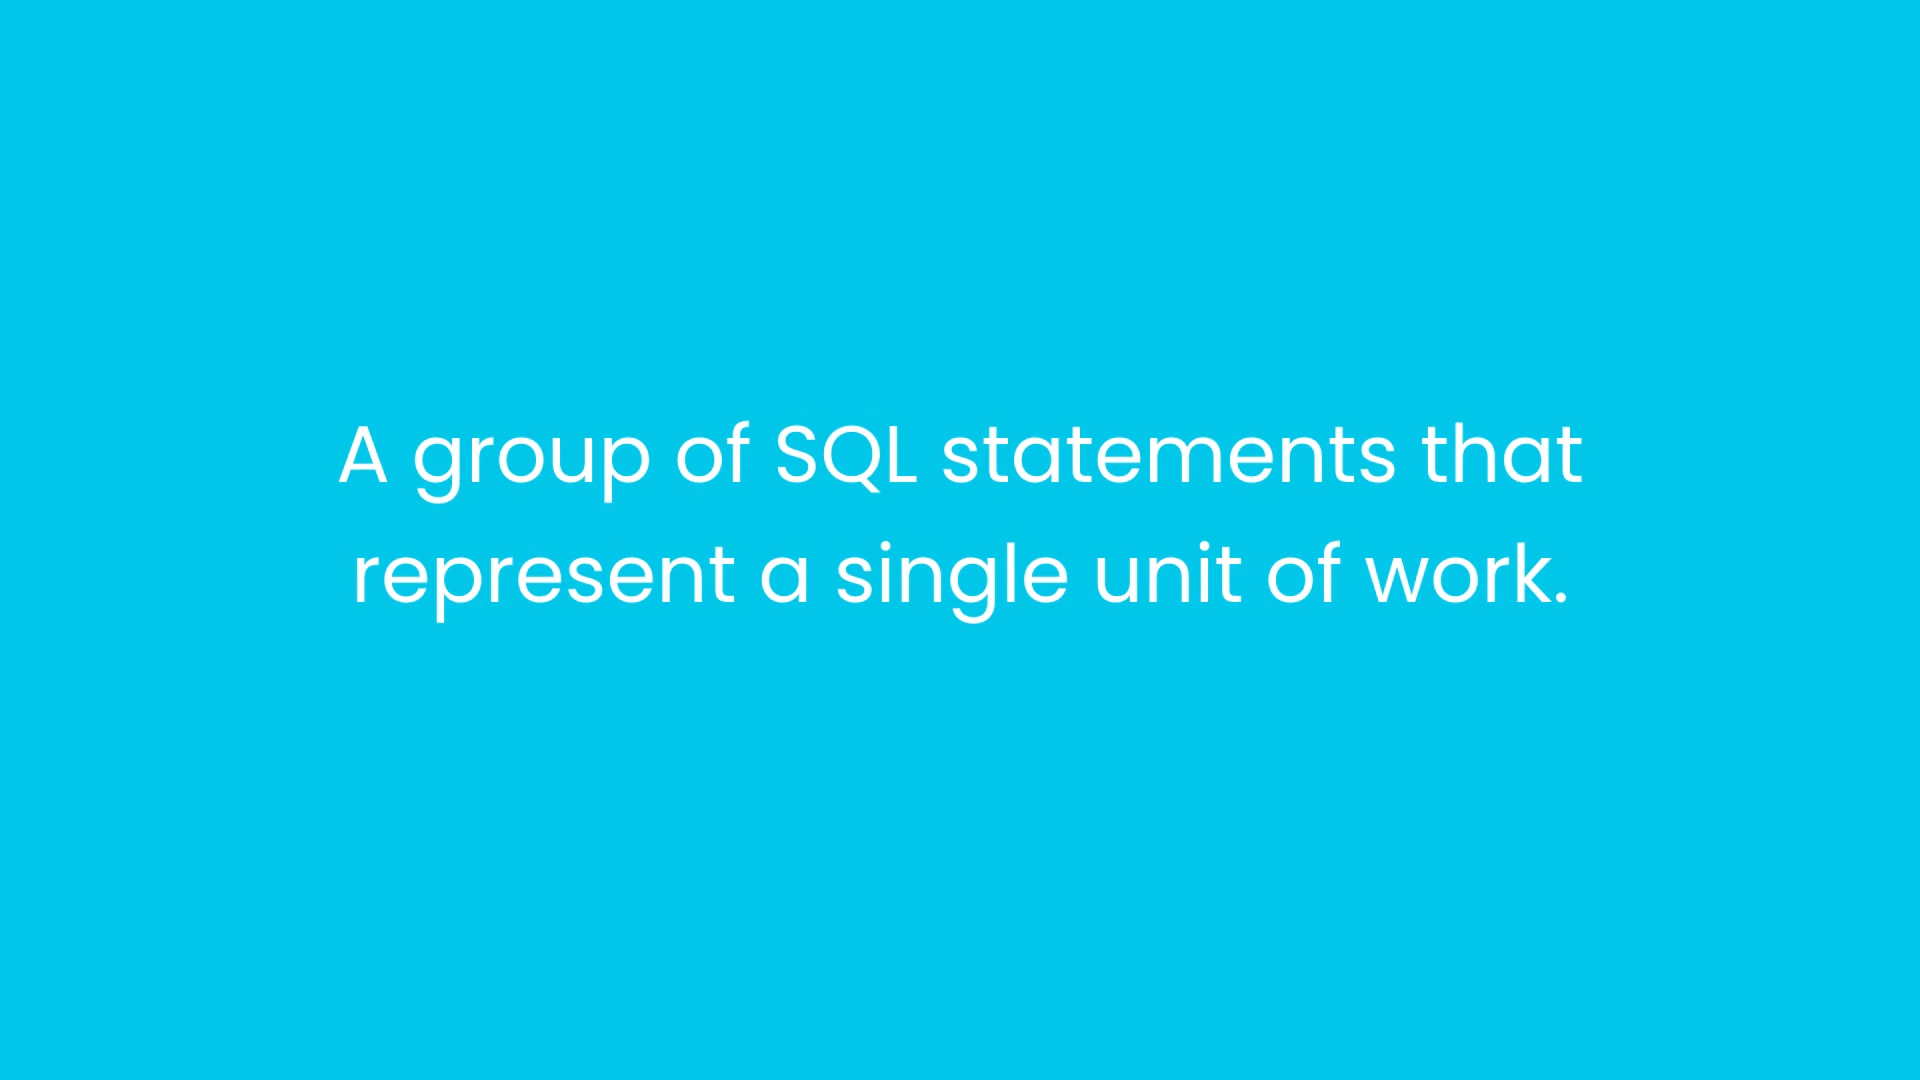 A group of SQL statements that
represent a single unit of work.